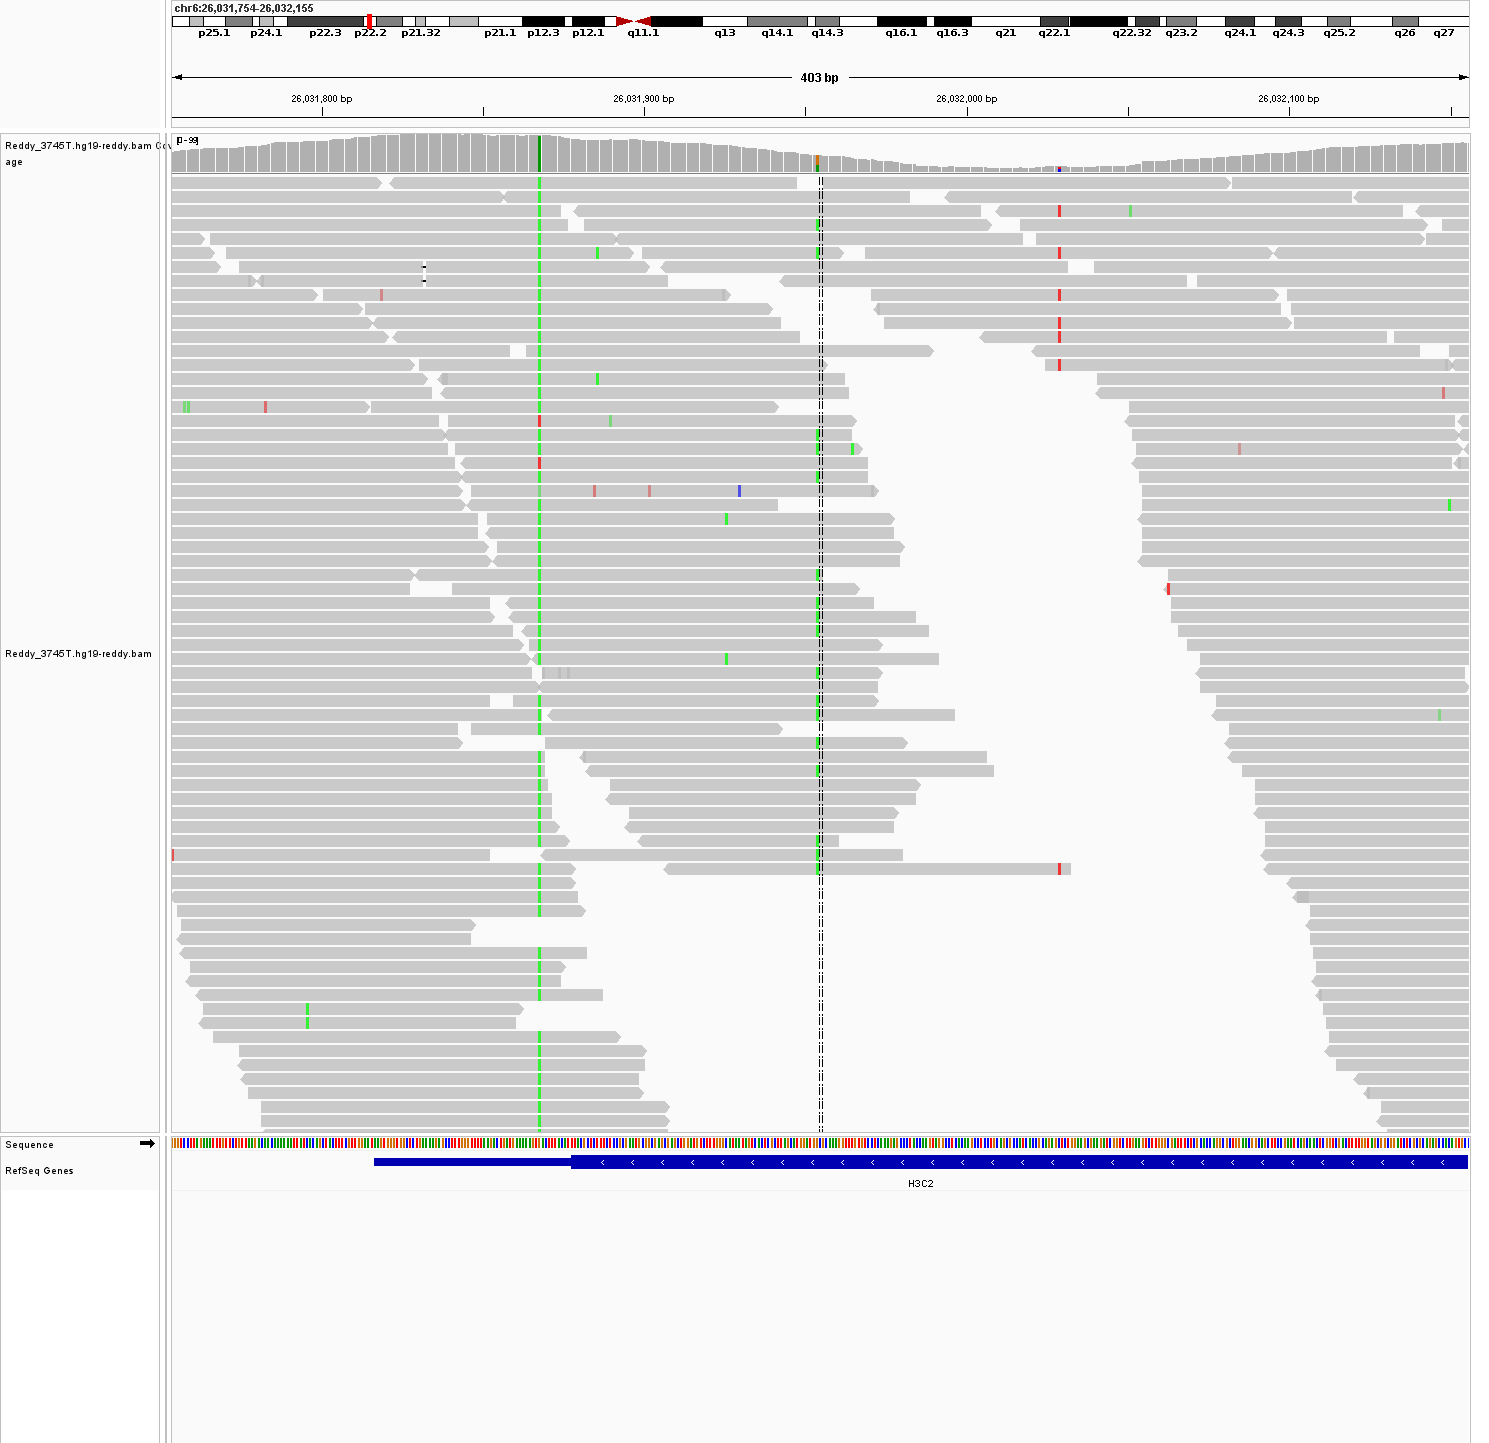 chr6:26,031,754-26,032,155
p25.1 p24.1 p22.3 p22.2 p21.32 p21.1 p12.3 p12.1 q11.1 q13 q14.1 q14.3 q16.1 q16.3 q21 q22.1 q22.32 q23.2 q24.1 q24.3 q25.2 q26 q27
403 bp
26,031,800 bp 26,031,900 bp 26,032,000 bp 26,032,100 bp
[0-99]
Reddy_3745T.hg19-reddy.bam Cov
age
Reddy_3745T.hg19-reddy.bam
Sequence
RefSeq Genes
H3C2